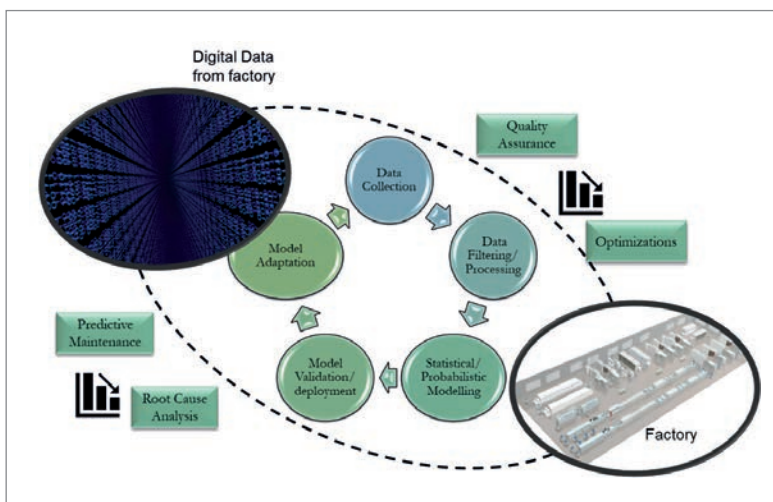 Digital Data
from factory
Quality
Assurance
Data
Collection
Optimizations
Data
Filtering/
Processing
Model
Adaptation
Predictive
Maintenance
Model
Validation/
deployment
Statistical/
Probabilistic
Modelling
Root Cause
Analysis
Factory